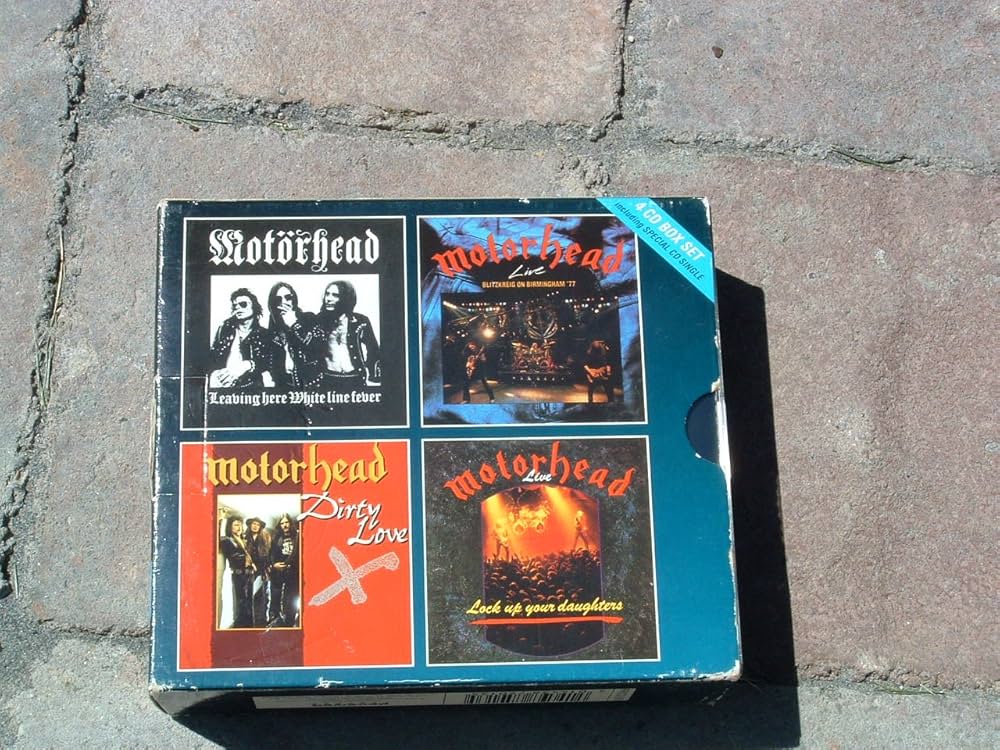 Motörhead
Leaving here White line fever
motorhead
Live
BLITZKREIG ON BIRMINGHAM '77
4 CD BOX SET
including SPECIAL CD SINGLE
motorhead
Dirty
Love
motorhead
Live
Lock up your daughters